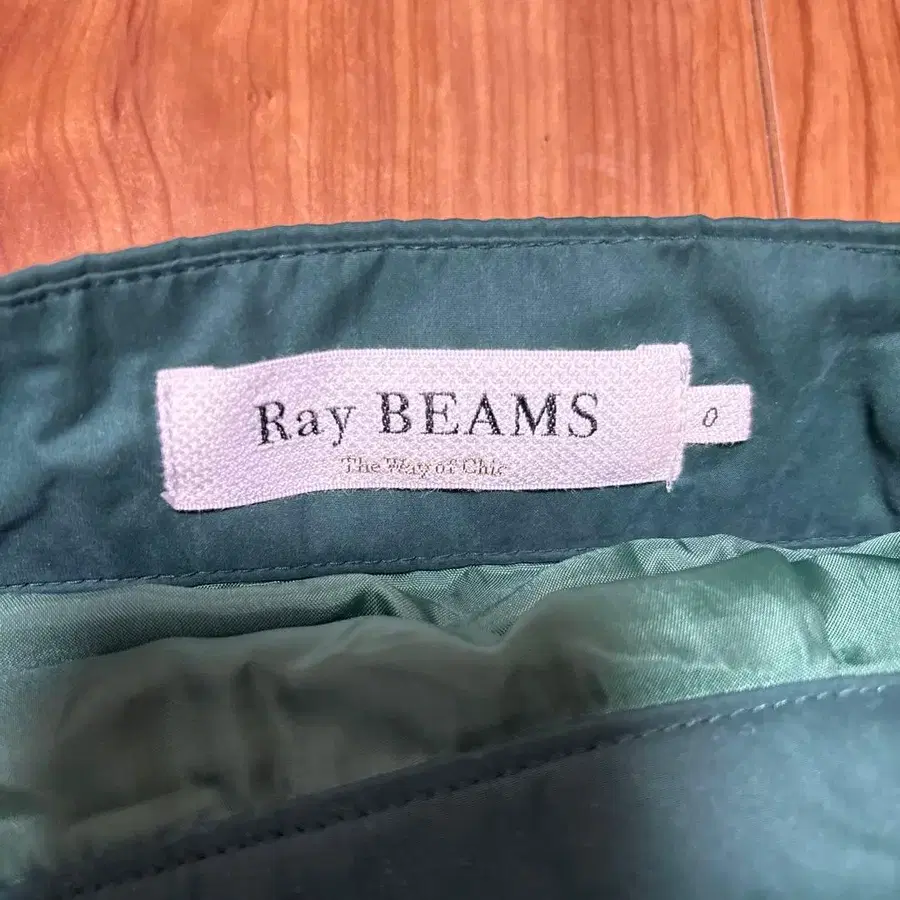 Ray BEAMS
The Way of Chic
0